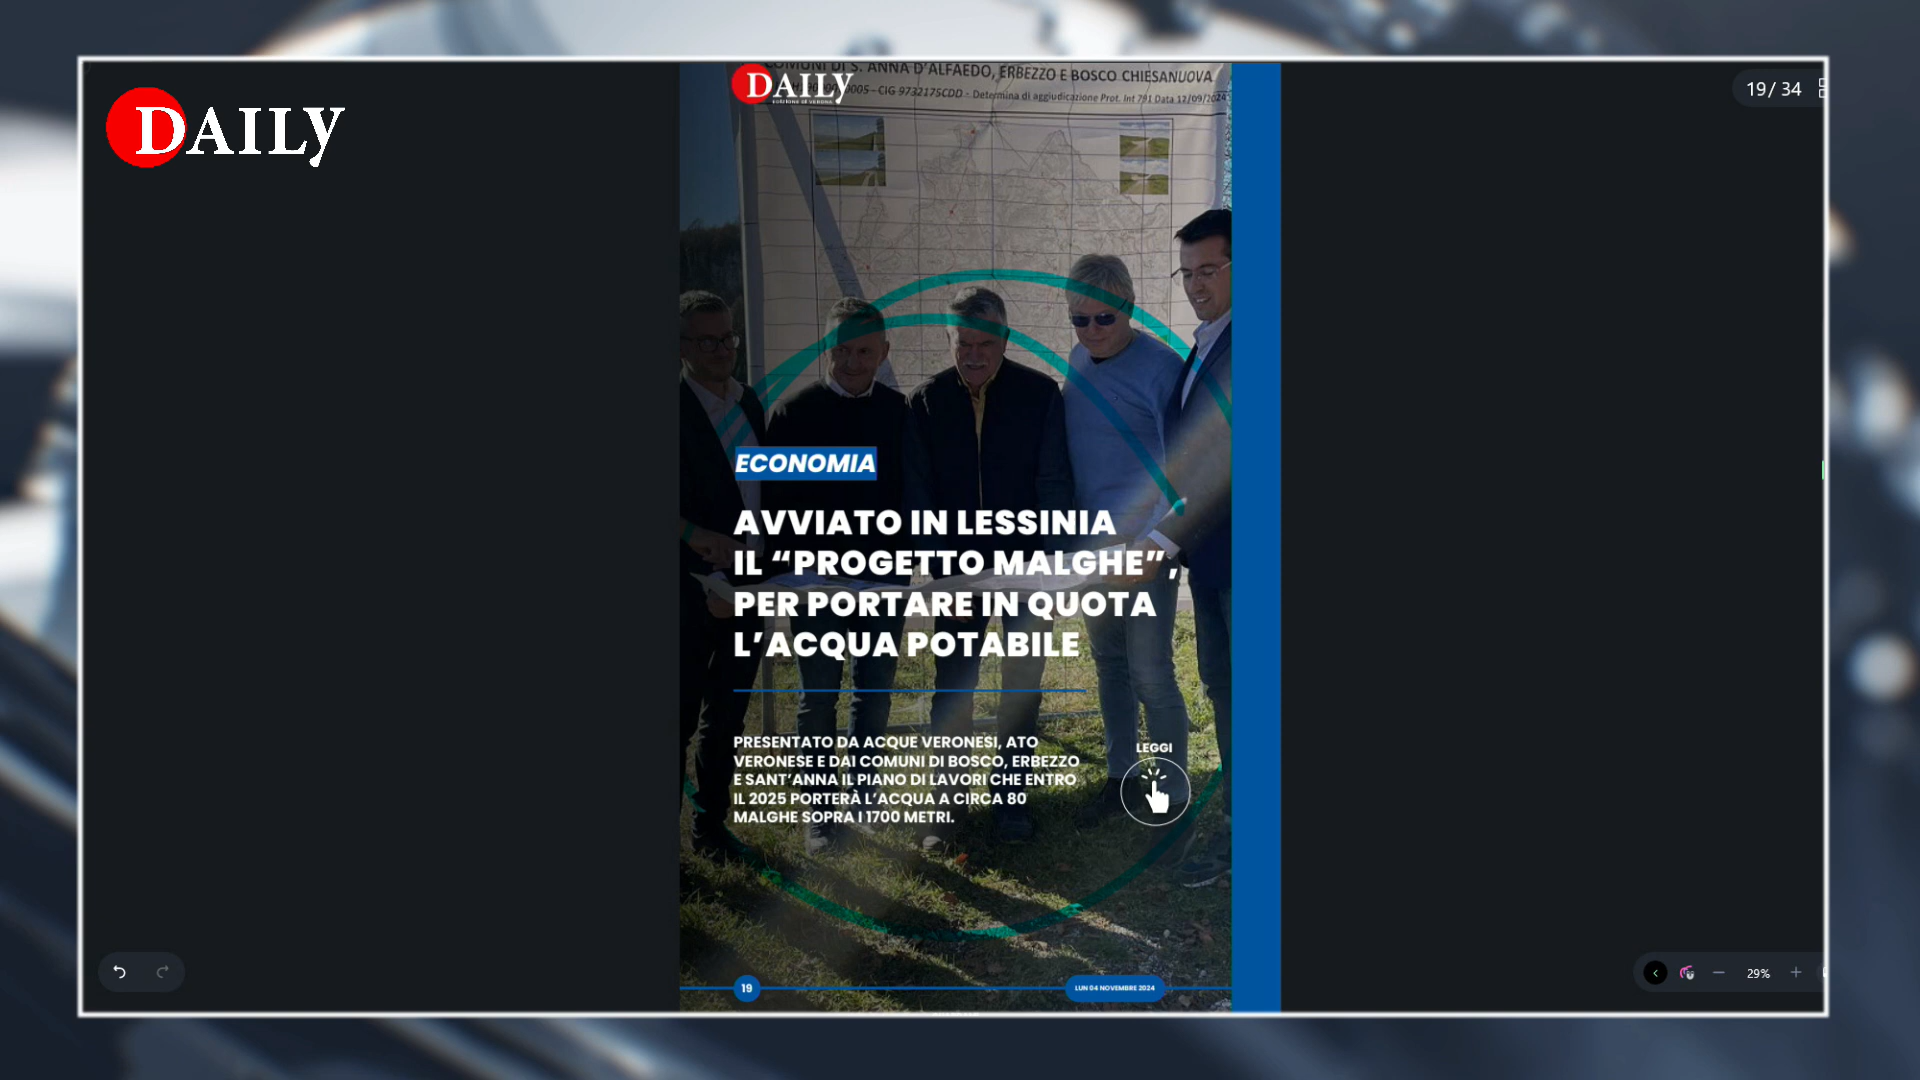 DAILY
19/ 34
COMUNI DI S. ANNA D'ALFAEDO, ERBEZZO E BOSCO CHIESANUOVA
DAILY
0005 - CIG 9732175CDD - Determina di aggiudicazione Prot. Int 791 Data 12/09/2024
ECONOMIA
AVVIATO IN LESSINIA
IL “PROGETTO MALGHE”,
PER PORTARE IN QUOTA
L’ACQUA POTABILE
PRESENTATO DA ACQUE VERONESI, ATO
VERONESE E DAI COMUNI DI BOSCO, ERBEZZO
E SANT’ANNA IL PIANO DI LAVORI CHE ENTRO
IL 2025 PORTERÀ L’ACQUA A CIRCA 80
MALGHE SOPRA I 1700 METRI.
LEGGI
19
LUN 04 NOVEMBRE 2024
29%